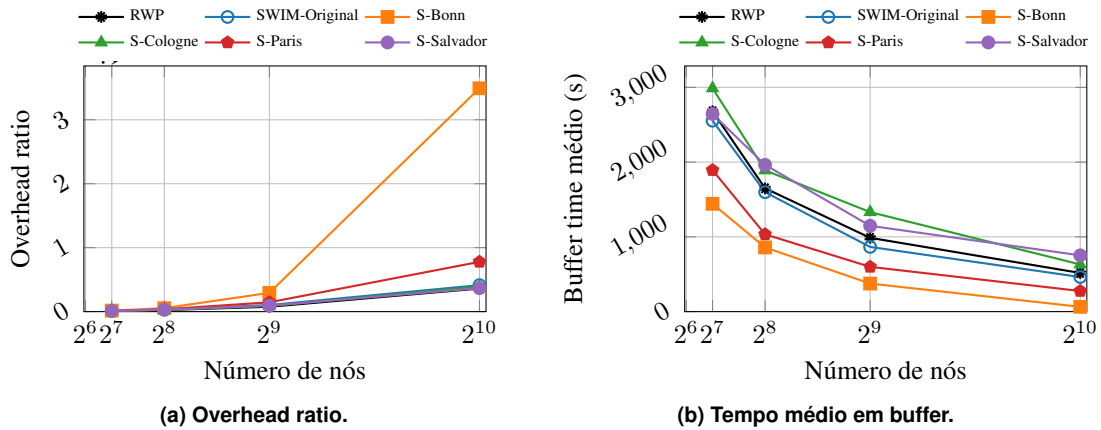 RWP SWIM-Original S-Bonn
S-Cologne S-Paris S-Salvador
Overhead ratio
3
2
1
0
2^6 2^7 2^8 2^9 2^10
Número de nós
(a) Overhead ratio.
RWP SWIM-Original S-Bonn
S-Cologne S-Paris S-Salvador
Buffer time médio (s)
3,000
2,000
1,000
0
2^6 2^7 2^8 2^9 2^10
Número de nós
(b) Tempo médio em buffer.